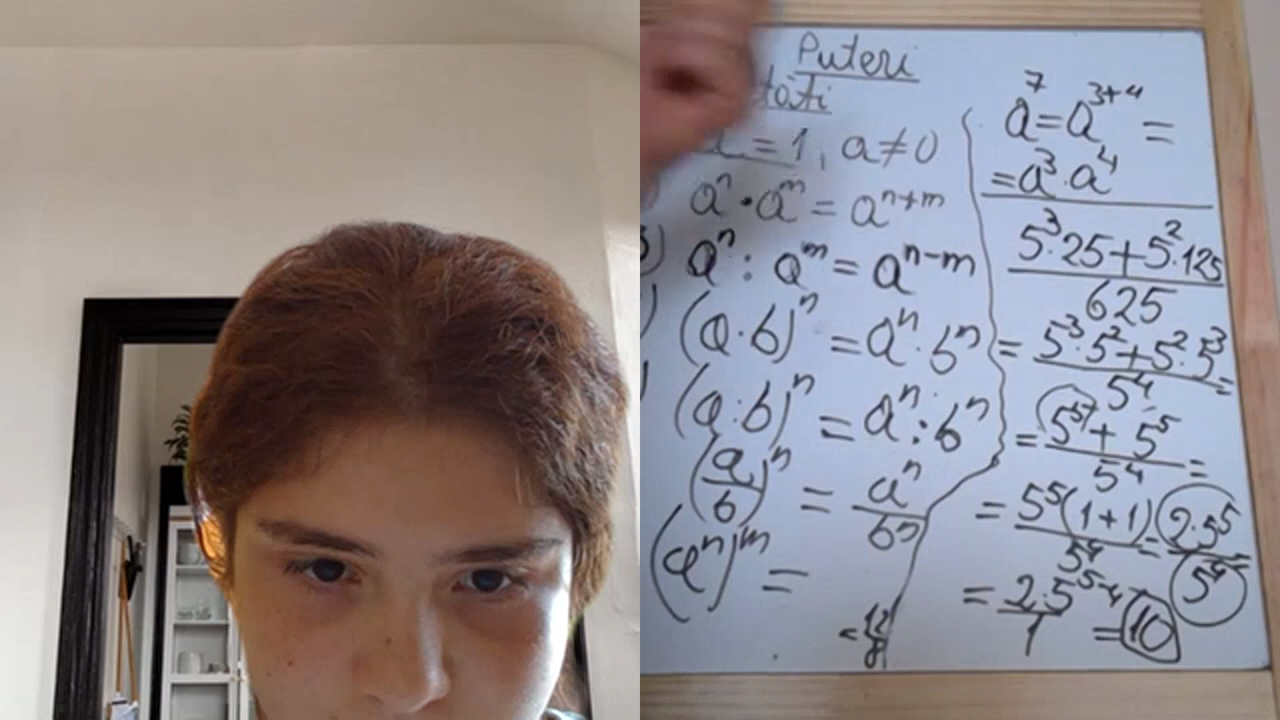 Puteri
tati
= 1, a≠0
aⁿ · aᵐ = aⁿ⁺ᵐ
aⁿ : aᵐ = aⁿ⁻ᵐ
(a·b)ⁿ = aⁿ · bⁿ
(a:b)ⁿ = aⁿ : bⁿ
(a/b)ⁿ = aⁿ/bⁿ
(aⁿ)ᵐ =
a⁷ = a³⁺⁴ =
= a³ · a⁴
5³·25+5²·125
625
= 5³·5²+5²·5³ =
5⁴
= 5⁵ + 5⁵ =
5⁴
= 5⁵(1+1) = 2·5⁵ =
5⁴ 5⁴
= 2·5⁵⁻⁴ = 10
1